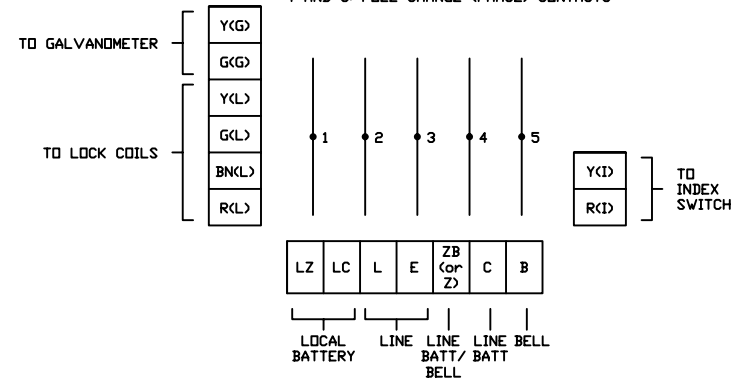 Y(G)
TO GALVANOMETER
G(G)
Y(L)
G(L)
TO LOCK COILS
BN(L)
R(L)
1
2
3
4
5
Y(I)
R(I)
TO
INDEX
SWITCH
LZ
LC
L
E
ZB
(or
Z)
C
B
LOCAL
BATTERY
LINE
LINE
BATT/
BELL
LINE
BATT
BELL